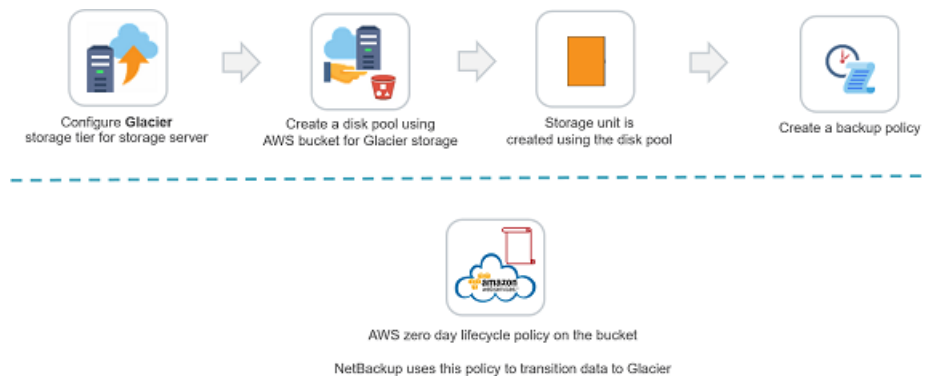 Configure Glacier
storage tier for storage server
Create a disk pool using
AWS bucket for Glacier storage
Storage unit is
created using the disk pool
Create a backup policy
amazon
AWS zero day lifecycle policy on the bucket
NetBackup uses this policy to transition data to Glacier